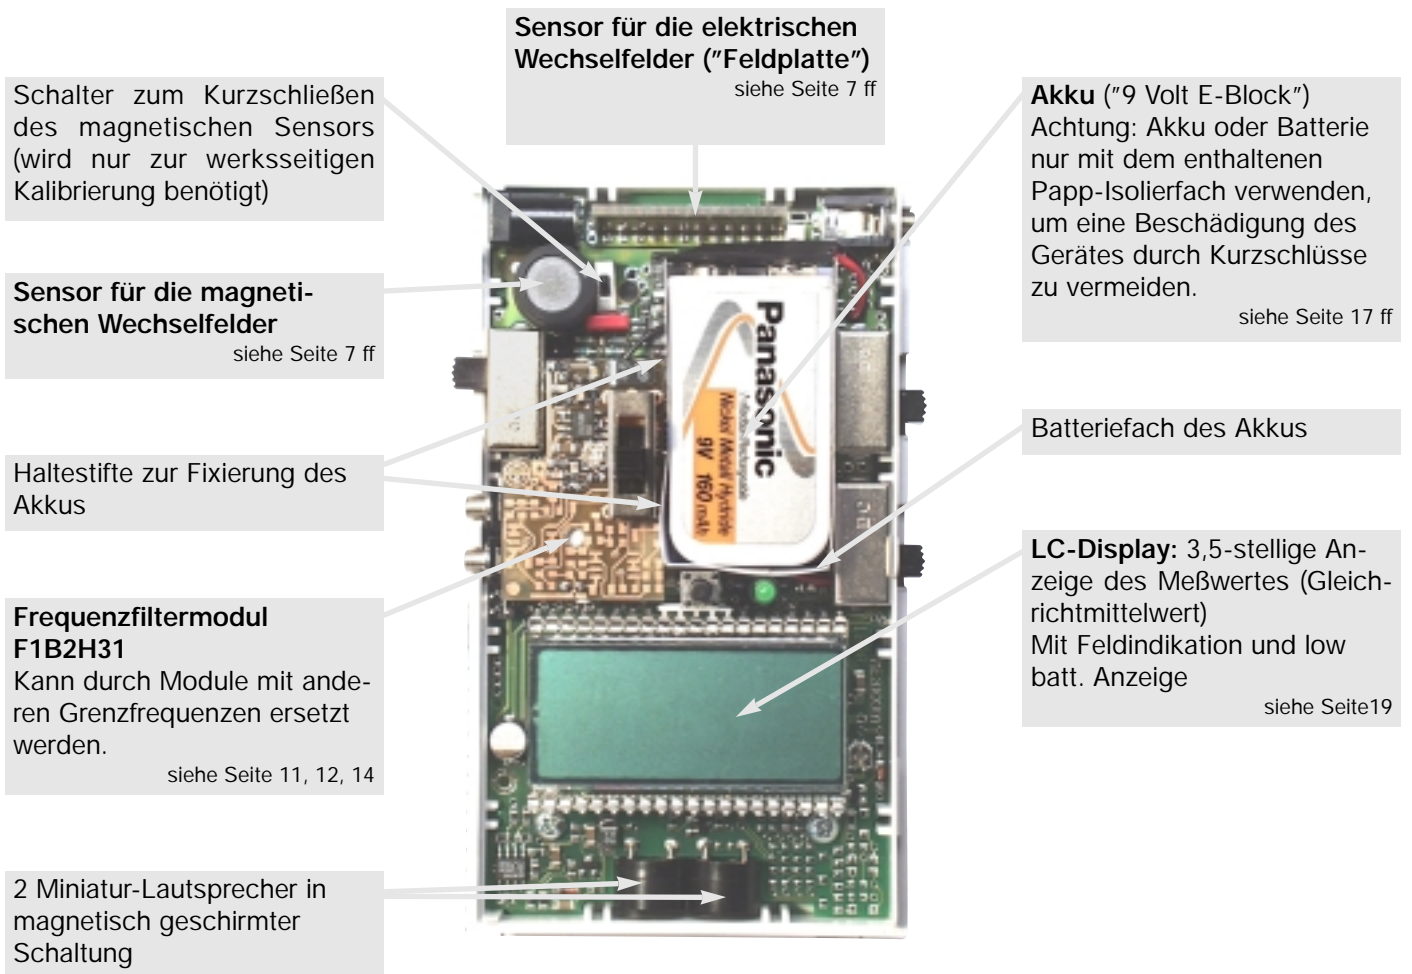 Sensor für die elektrischen
Wechselfelder ("Feldplatte")
siehe Seite 7 ff
Schalter zum Kurzschließen
des magnetischen Sensors
(wird nur zur werksseitigen
Kalibrierung benötigt)
Sensor für die magneti-
schen Wechselfelder
siehe Seite 7 ff
Haltestifte zur Fixierung des
Akkus
Frequenzfiltermodul
F1B2H31
Kann durch Module mit ande-
ren Grenzfrequenzen ersetzt
werden.
siehe Seite 11, 12, 14
2 Miniatur-Lautsprecher in
magnetisch geschirmter
Schaltung
Panasonic
Nickel Metal Hydride
9V 160 mAh
Akku ("9 Volt E-Block")
Achtung: Akku oder Batterie
nur mit dem enthaltenen
Papp-Isolierfach verwenden,
um eine Beschädigung des
Gerätes durch Kurzschlüsse
zu vermeiden.
siehe Seite 17 ff
Batteriefach des Akkus
LC-Display: 3,5-stellige An-
zeige des Meßwertes (Gleich-
richtmittelwert)
Mit Feldindikation und low
batt. Anzeige
siehe Seite19